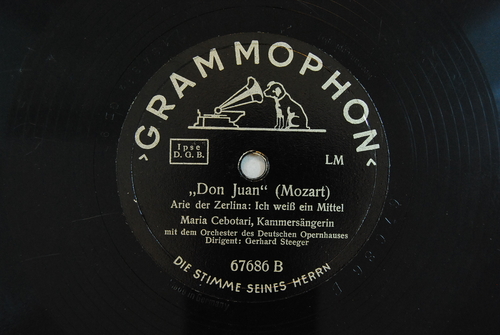 >GRAMMOPHON<
Ipse
D.G.B.
LM
„Don Juan“ (Mozart)
Arie der Zerlina: Ich weiß ein Mittel
Maria Cebotari, Kammersängerin
mit dem Orchester des Deutschen Opernhauses
Dirigent: Gerhard Steeger
67686 B
DIE STIMME SEINES HERRN